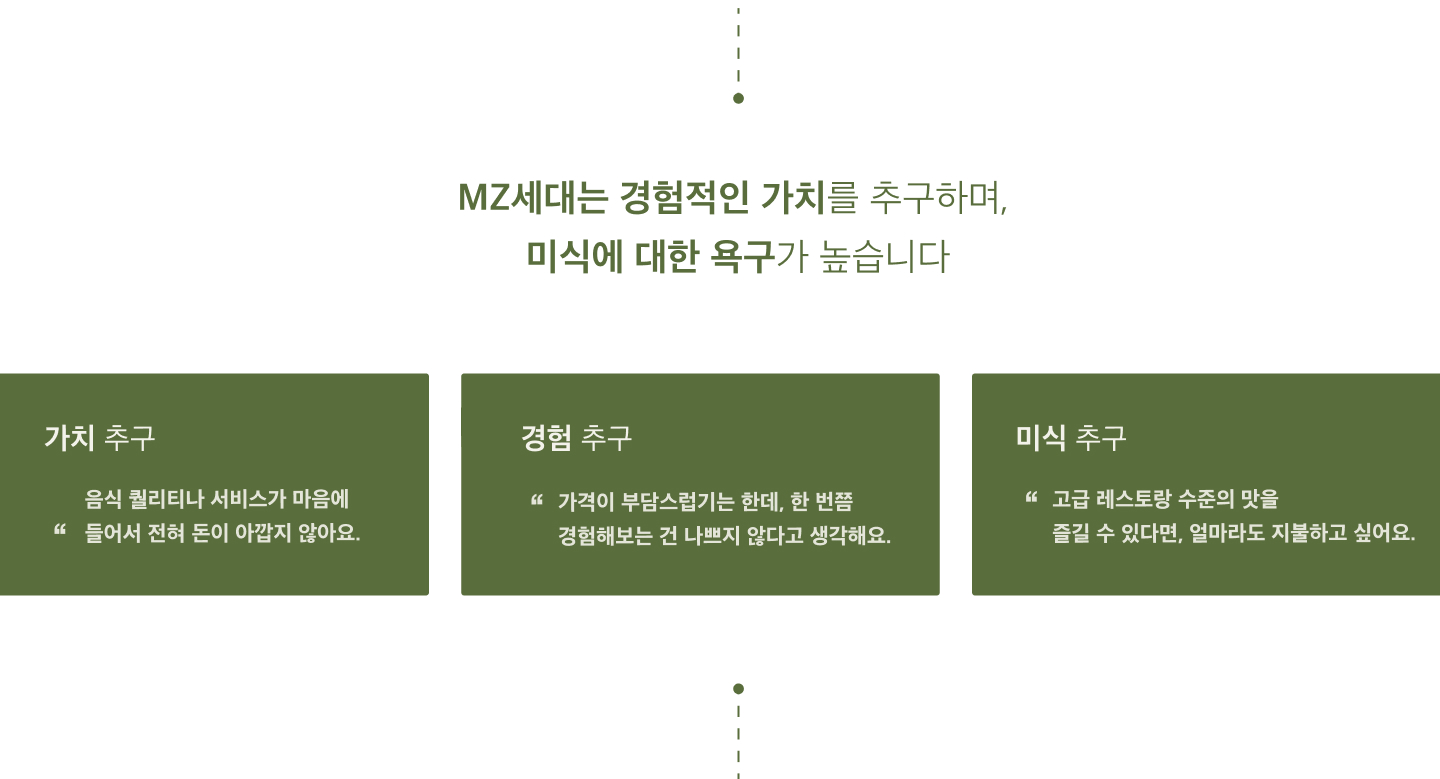 MZ세대는 경험적인 가치를 추구하며,
미식에 대한 욕구가 높습니다
가치 추구
음식 퀄리티나 서비스가 마음에
“ 들어서 전혀 돈이 아깝지 않아요.
경험 추구
“ 가격이 부담스럽기는 한데, 한 번쯤
경험해보는 건 나쁘지 않다고 생각해요.
미식 추구
“ 고급 레스토랑 수준의 맛을
즐길 수 있다면, 얼마라도 지불하고 싶어요.